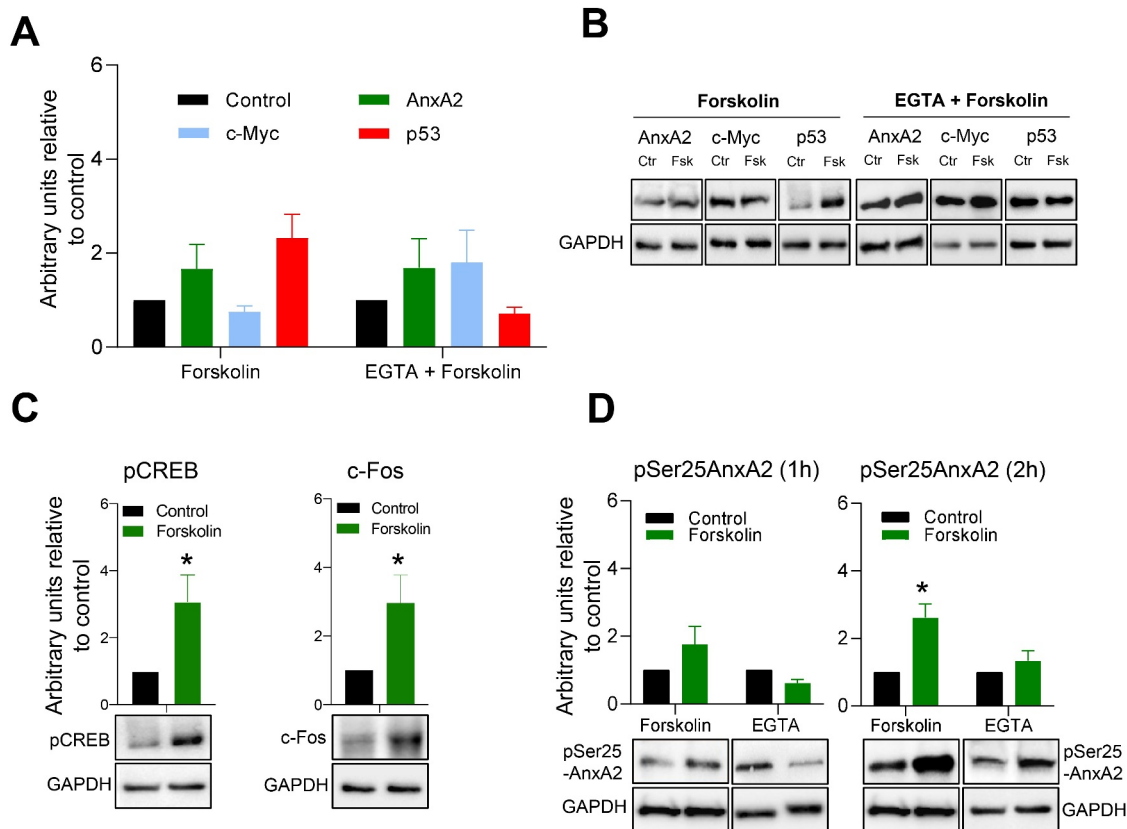 A
Arbitrary units relative
to control
6
4
2
0
Control
AnxA2
c-Myc
p53
Forskolin
EGTA + Forskolin
B
Forskolin
EGTA + Forskolin
AnxA2 c-Myc p53 AnxA2 c-Myc p53
Ctr Fsk Ctr Fsk Ctr Fsk Ctr Fsk Ctr Fsk Ctr Fsk
GAPDH
C
Arbitrary units relative
to control
pCREB
6
4
2
0
Control
Forskolin
*
pCREB
GAPDH
c-Fos
6
4
2
0
Control
Forskolin
*
c-Fos
GAPDH
D
Arbitrary units relative
to control
pSer25AnxA2 (1h)
6
4
2
0
Control
Forskolin
Forskolin
EGTA
pSer25
-AnxA2
GAPDH
pSer25AnxA2 (2h)
6
4
2
0
Control
Forskolin
*
Forskolin
EGTA
pSer25
-AnxA2
GAPDH